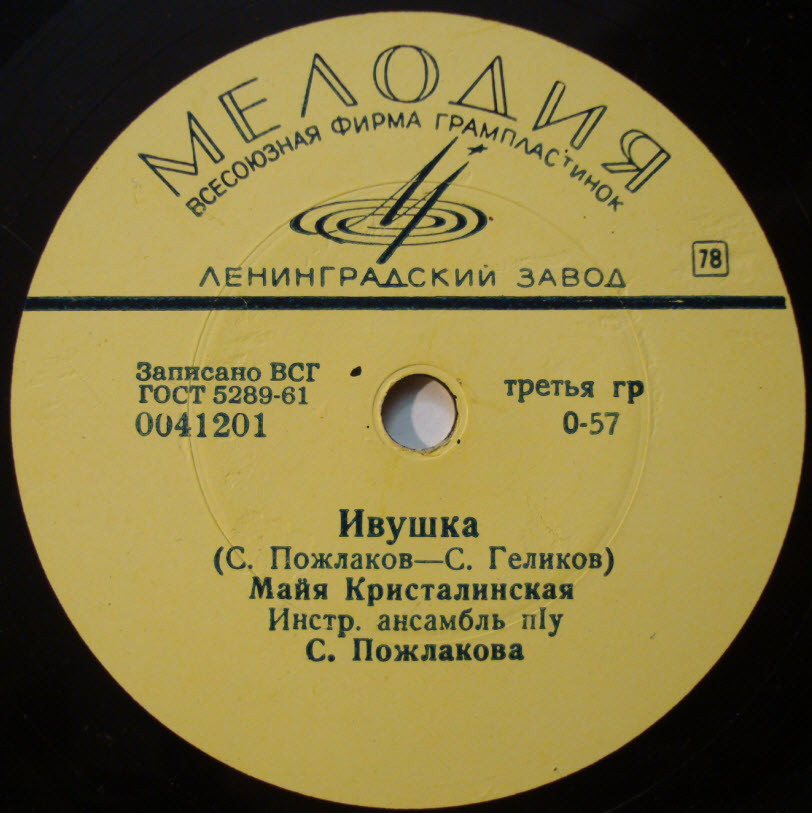 МЕЛОДИЯ
ВСЕСОЮЗНАЯ ФИРМА ГРАМПЛАСТИНОК
ЛЕНИНГРАДСКИЙ ЗАВОД
78
Записано ВСГ
ГОСТ 5289-61
0041201
третья гр
0-57
Ивушка
(С. Пожлаков—С. Геликов)
Майя Кристалинская
Инстр. ансамбль пIу
С. Пожлакова